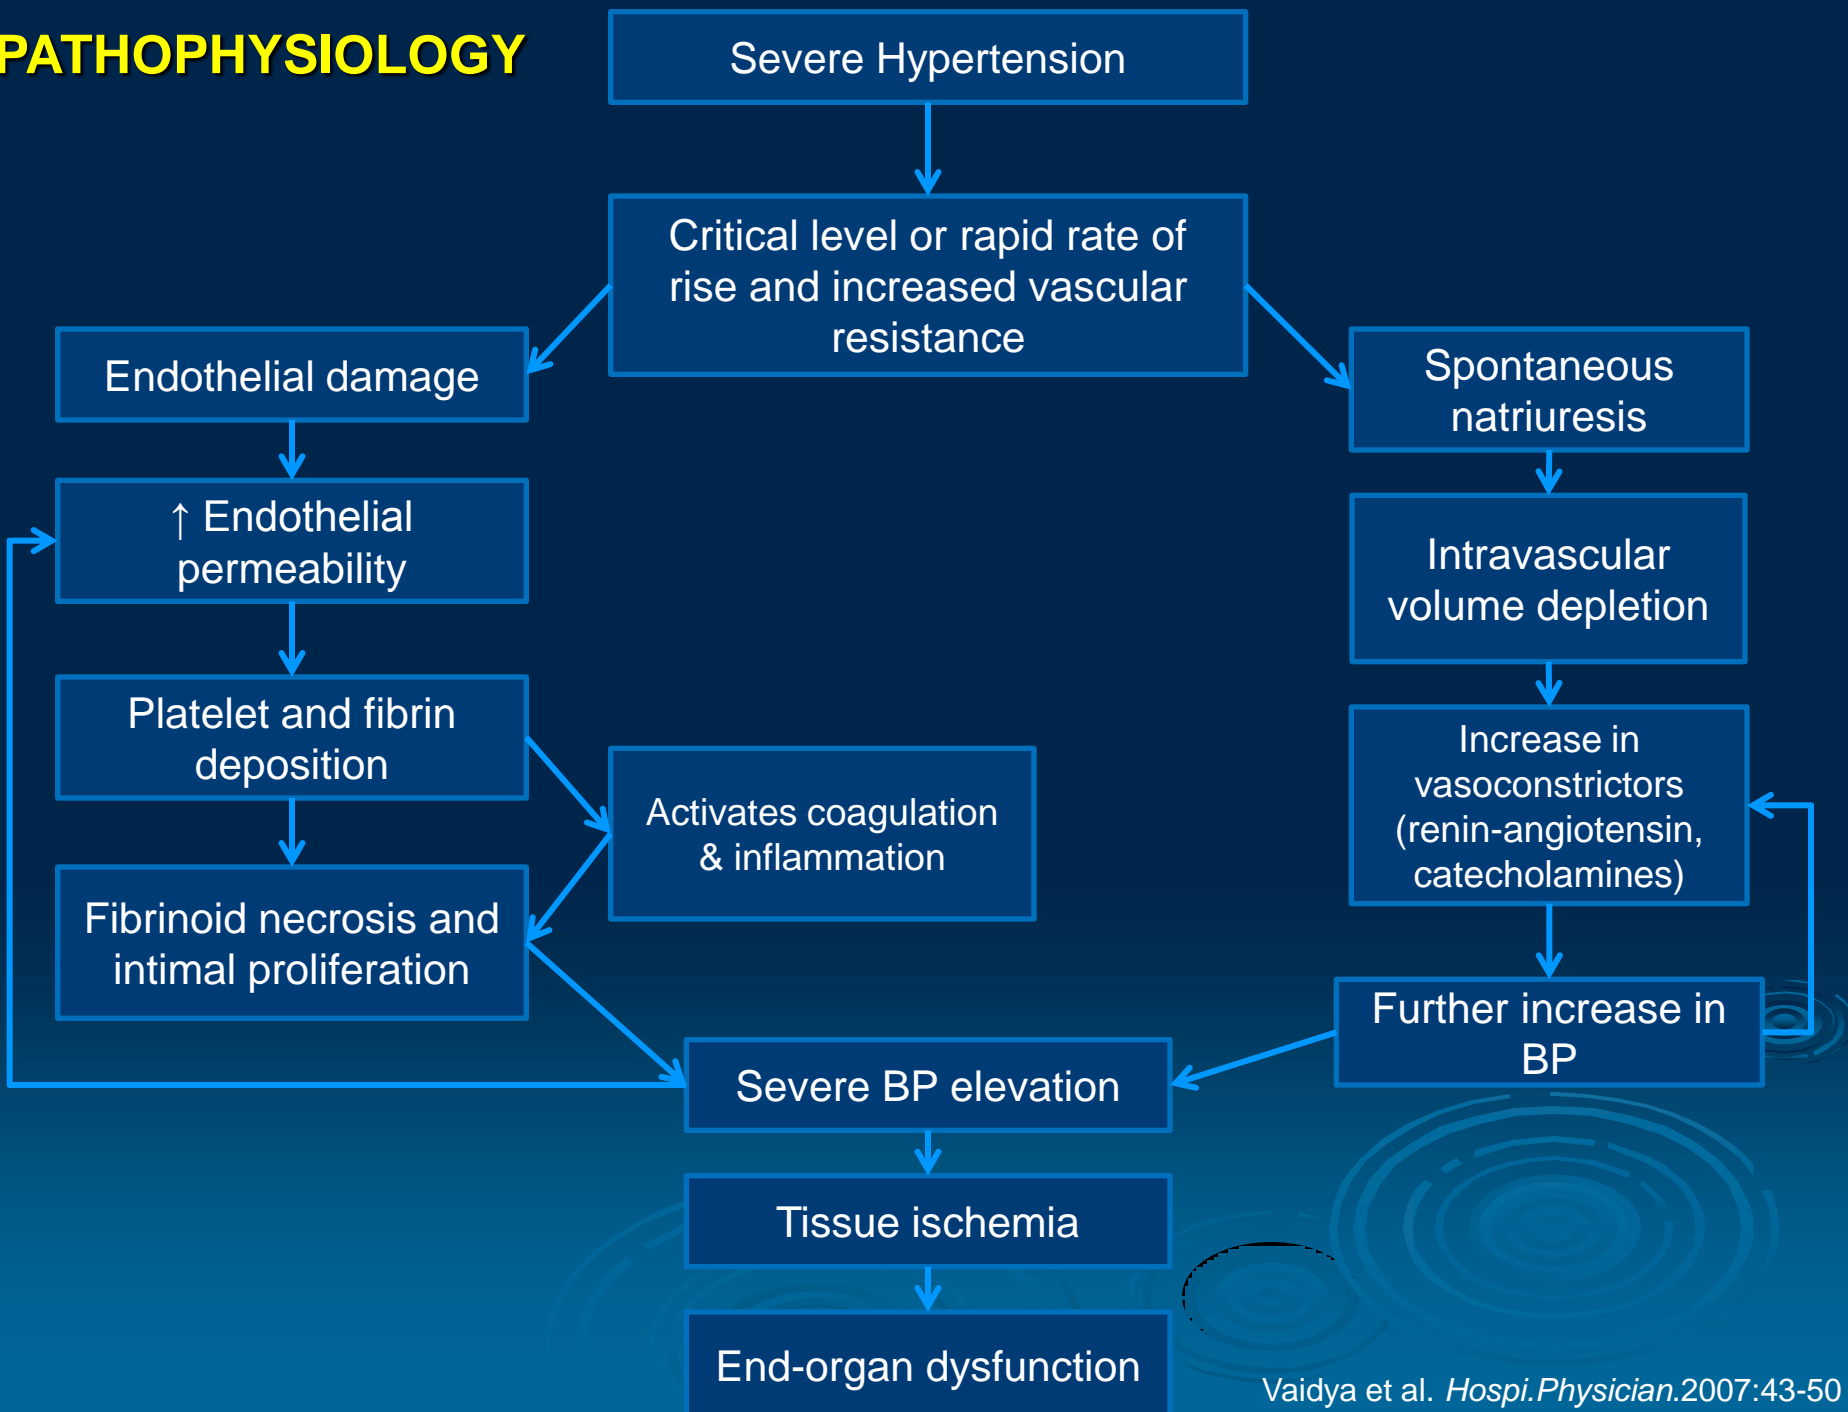 PATHOPHYSIOLOGY
Severe Hypertension
Critical level or rapid rate of
rise and increased vascular
resistance
Endothelial damage
↑ Endothelial
permeability
Platelet and fibrin
deposition
Activates coagulation
& inflammation
Fibrinoid necrosis and
intimal proliferation
Spontaneous
natriuresis
Intravascular
volume depletion
Increase in
vasoconstrictors
(renin-angiotensin,
catecholamines)
Further increase in
BP
Severe BP elevation
Tissue ischemia
End-organ dysfunction
Vaidya et al. Hospi.Physician.2007:43-50